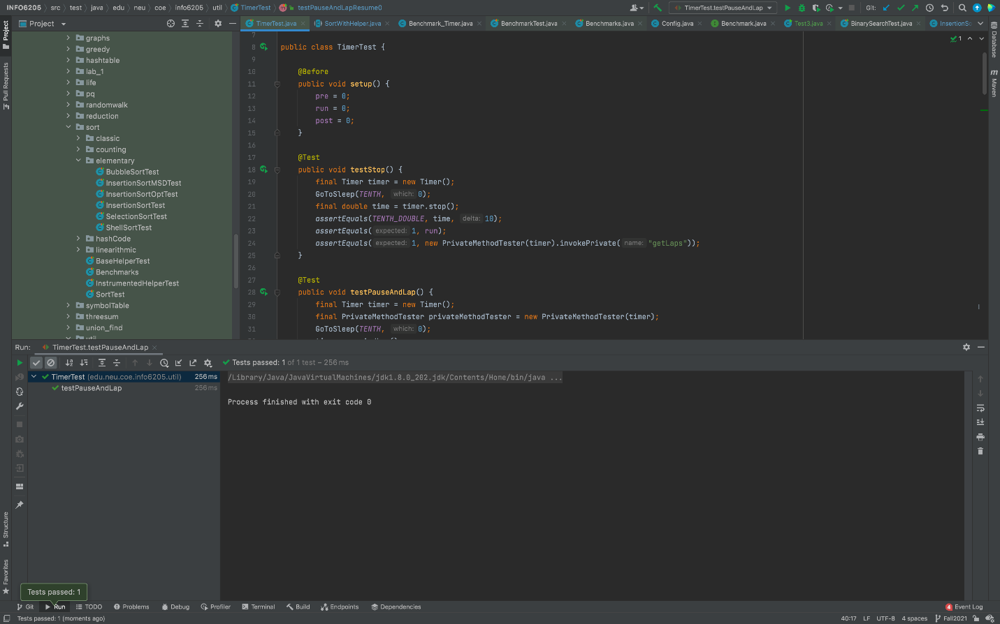 INFO6205 src test java edu neu coe info6205 util TimerTest testPauseAndLapResume()
TimerTest.testPauseAndLap Git:
Project
TimerTest.java SortWithHelper.java Benchmark_Timer.java BenchmarkTest.java Benchmarks.java Config.java Benchmark.java Test3.java BinarySearchTest.java InsertionSo
Project
Pull Requests
Structure
Favorites
graphs
greedy
hashtable
lab_1
life
pq
randomwalk
reduction
sort
classic
counting
elementary
BubbleSortTest
InsertionSortMSDTest
InsertionSortOptTest
InsertionSortTest
SelectionSortTest
ShellSortTest
hashCode
linearithmic
BaseHelperTest
Benchmarks
InstrumentedHelperTest
SortTest
symbolTable
threesum
union_find
util
7
8 public class TimerTest {
9
10 @Before
11 public void setup() {
12 pre = 0;
13 run = 0;
14 post = 0;
15 }
16
17 @Test
18 public void testStop() {
19 final Timer timer = new Timer();
20 GoToSleep(TENTH, which: 0);
21 final double time = timer.stop();
22 assertEquals(TENTH_DOUBLE, time, delta: 10);
23 assertEquals( expected: 1, run);
24 assertEquals( expected: 1, new PrivateMethodTester(timer).invokePrivate( name: "getLaps"));
25 }
26
27 @Test
28 public void testPauseAndLap() {
29 final Timer timer = new Timer();
30 final PrivateMethodTester privateMethodTester = new PrivateMethodTester(timer);
31 GoToSleep(TENTH, which: 0);
1
Database
Maven
Run: TimerTest.testPauseAndLap
Tests passed: 1 of 1 test – 256 ms
TimerTest (edu.neu.coe.info6205.util) 256 ms
testPauseAndLap 256 ms
/Library/Java/JavaVirtualMachines/jdk1.8.0_202.jdk/Contents/Home/bin/java ...
Process finished with exit code 0
Tests passed: 1
Git Run TODO Problems Debug Profiler Terminal Build Endpoints Dependencies 4 Event Log
Tests passed: 1 (moments ago) 40:17 LF UTF-8 4 spaces Fall2021